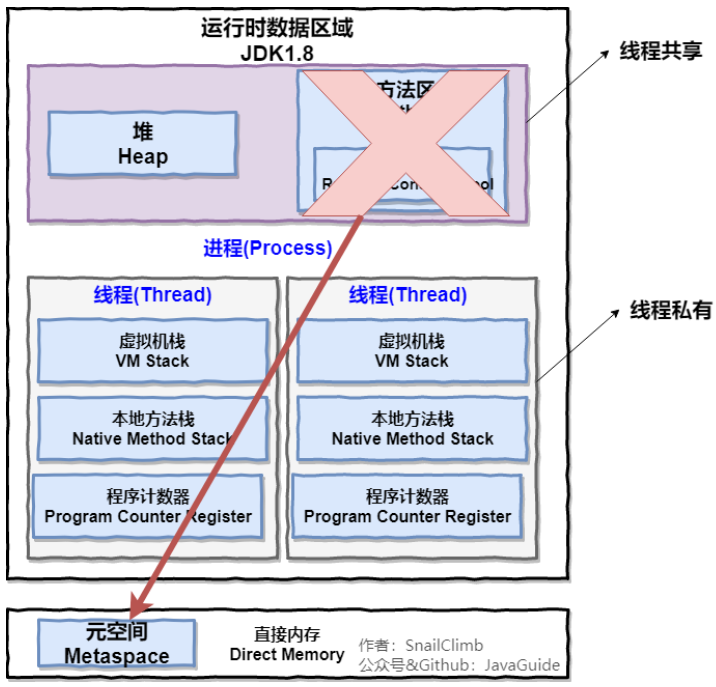 运行时数据区域
JDK1.8
线程共享
堆
Heap
方法区
进程(Process)
线程(Thread)
虚拟机栈
VM Stack
本地方法栈
Native Method Stack
程序计数器
Program Counter Register
线程(Thread)
虚拟机栈
VM Stack
本地方法栈
Native Method Stack
程序计数器
Program Counter Register
线程私有
元空间
Metaspace
直接内存
Direct Memory
作者：SnailClimb
公众号&Github：JavaGuide